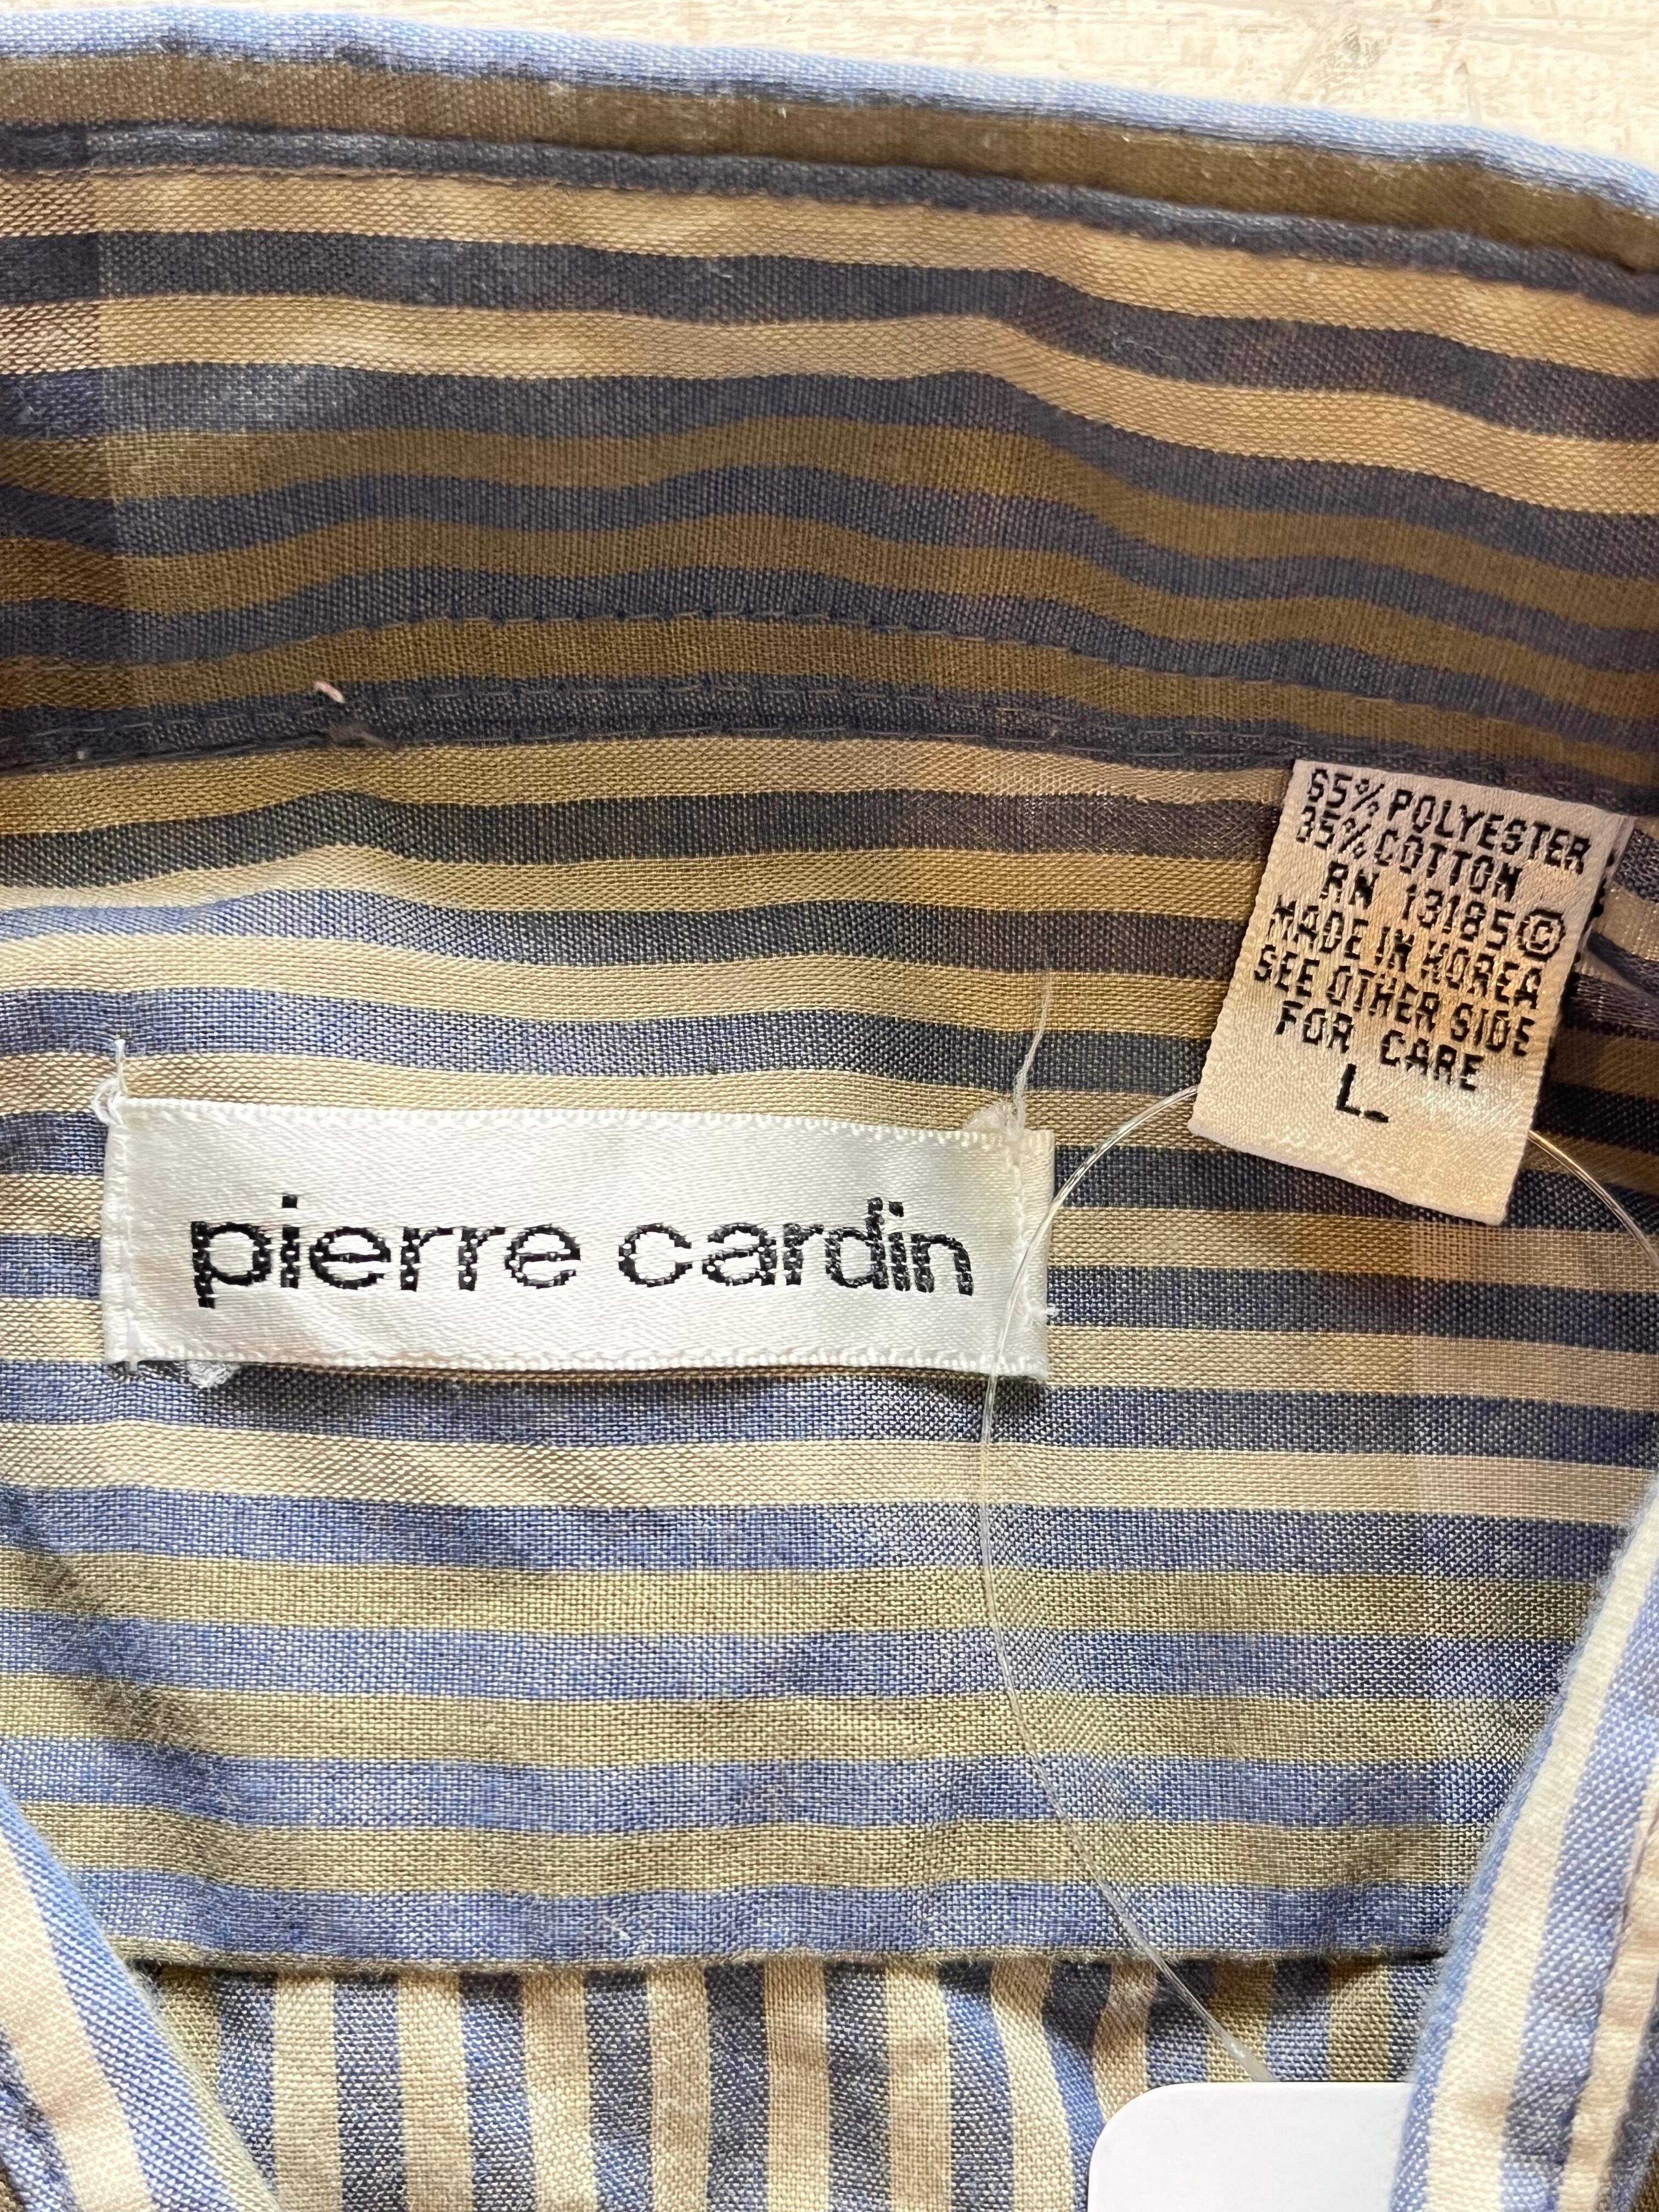 65% POLYESTER
35% COTTON
RN 13185 ©
MADE IN KOREA
SEE OTHER SIDE
FOR CARE
L-
pierre cardin